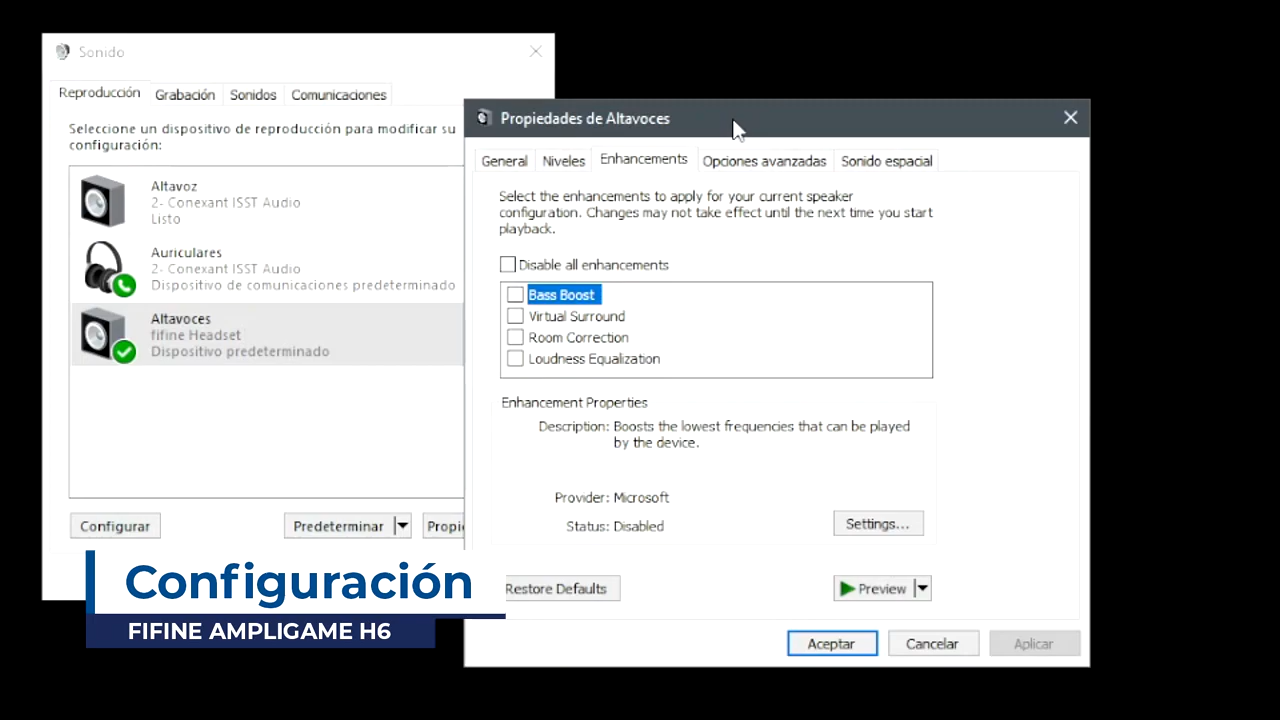 Sonido
Reproducción Grabación Sonidos Comunicaciones
Seleccione un dispositivo de reproducción para modificar su
configuración:
Altavoz
2- Conexant ISST Audio
Listo
Auriculares
2- Conexant ISST Audio
Dispositivo de comunicaciones predeterminado
Altavoces
fifine Headset
Dispositivo predeterminado
Configurar Predeterminar Propi
Propiedades de Altavoces
General Niveles Enhancements Opciones avanzadas Sonido espacial
Select the enhancements to apply for your current speaker
configuration. Changes may not take effect until the next time you start
playback.
Disable all enhancements
Bass Boost
Virtual Surround
Room Correction
Loudness Equalization
Enhancement Properties
Description: Boosts the lowest frequencies that can be played
by the device.
Provider: Microsoft
Status: Disabled Settings...
Restore Defaults Preview
Aceptar Cancelar Aplicar
Configuración
FIFINE AMPLIGAME H6